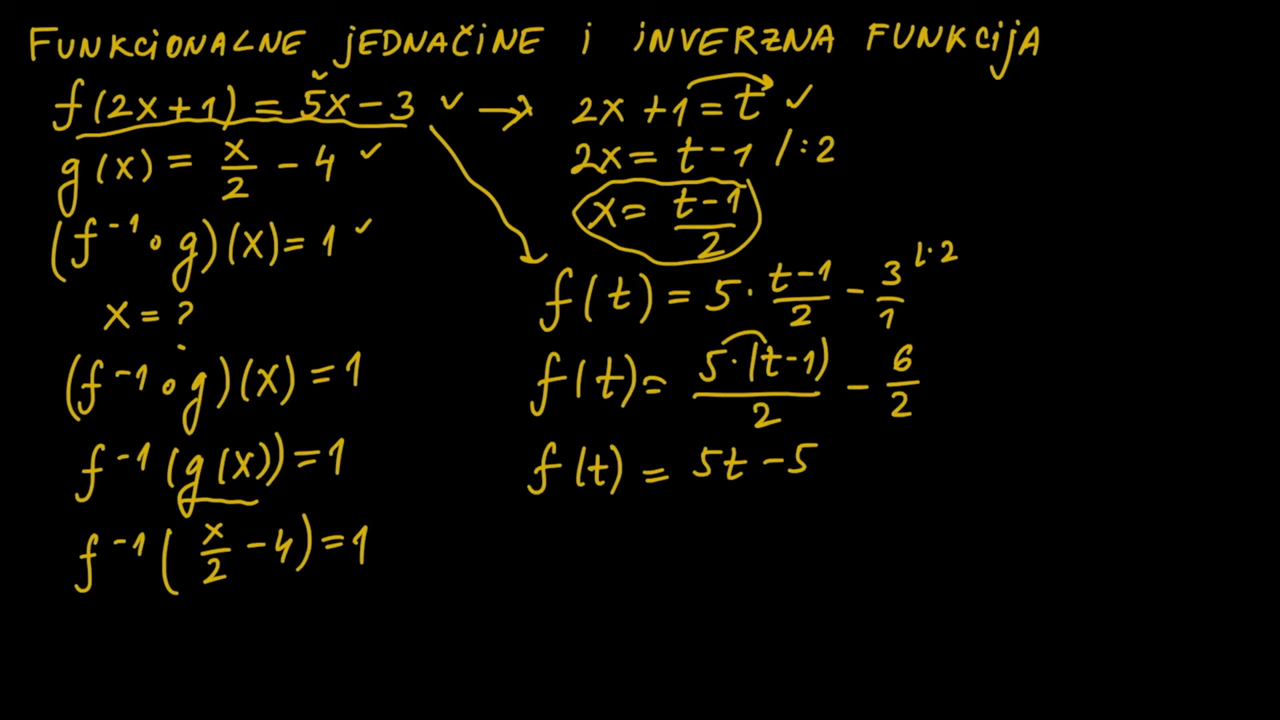 FUNKCIONALNE JEDNAČINE i INVERZNA FUNKCIJA
f(2x+1) = 5x-3 ✓ →
g(x) = x/2 - 4 ✓
(f⁻¹∘g)(x) = 1 ✓
x = ?
(f⁻¹∘g)(x) = 1
f⁻¹(g(x)) = 1
f⁻¹(x/2 - 4) = 1
2x+1 = t ✓
2x = t-1 /:2
x = (t-1)/2
f(t) = 5·(t-1)/2 - 3/1 |·2
f(t) = 5·(t-1)/2 - 6/2
f(t) = 5t-5